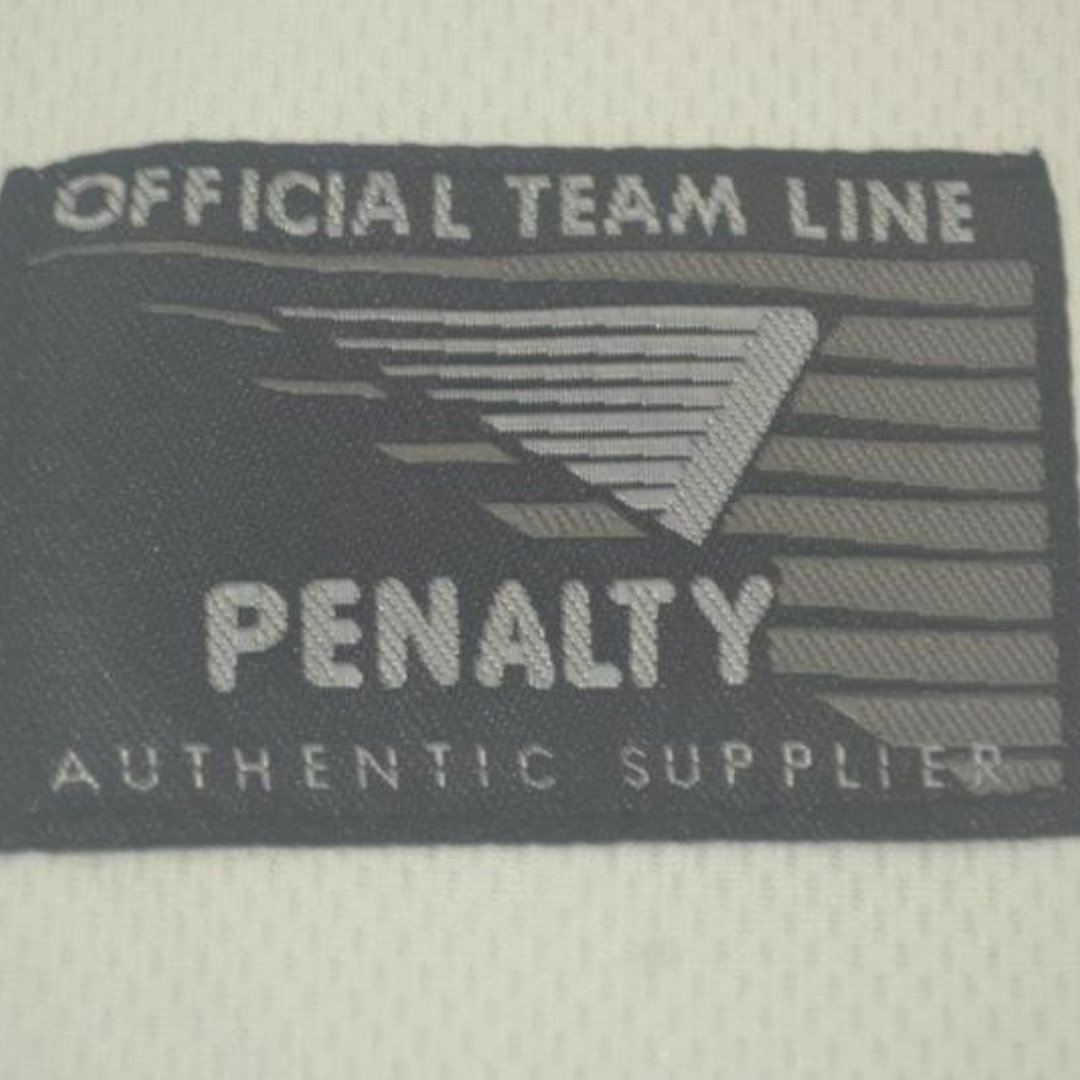 OFFICIAL TEAM LINE
PENALTY
AUTHENTIC SUPPLIER